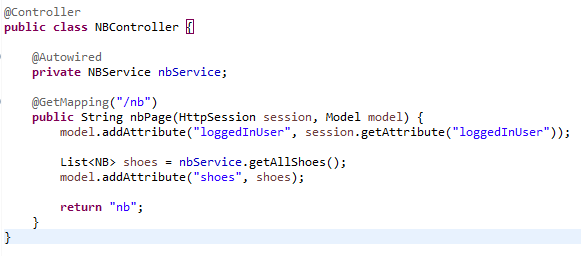 @Controller
public class NBController {
@Autowired
private NBService nbService;
@GetMapping("/nb")
public String nbPage(HttpSession session, Model model) {
model.addAttribute("loggedInUser", session.getAttribute("loggedInUser"));
List<NB> shoes = nbService.getAllShoes();
model.addAttribute("shoes", shoes);
return "nb";
}
}